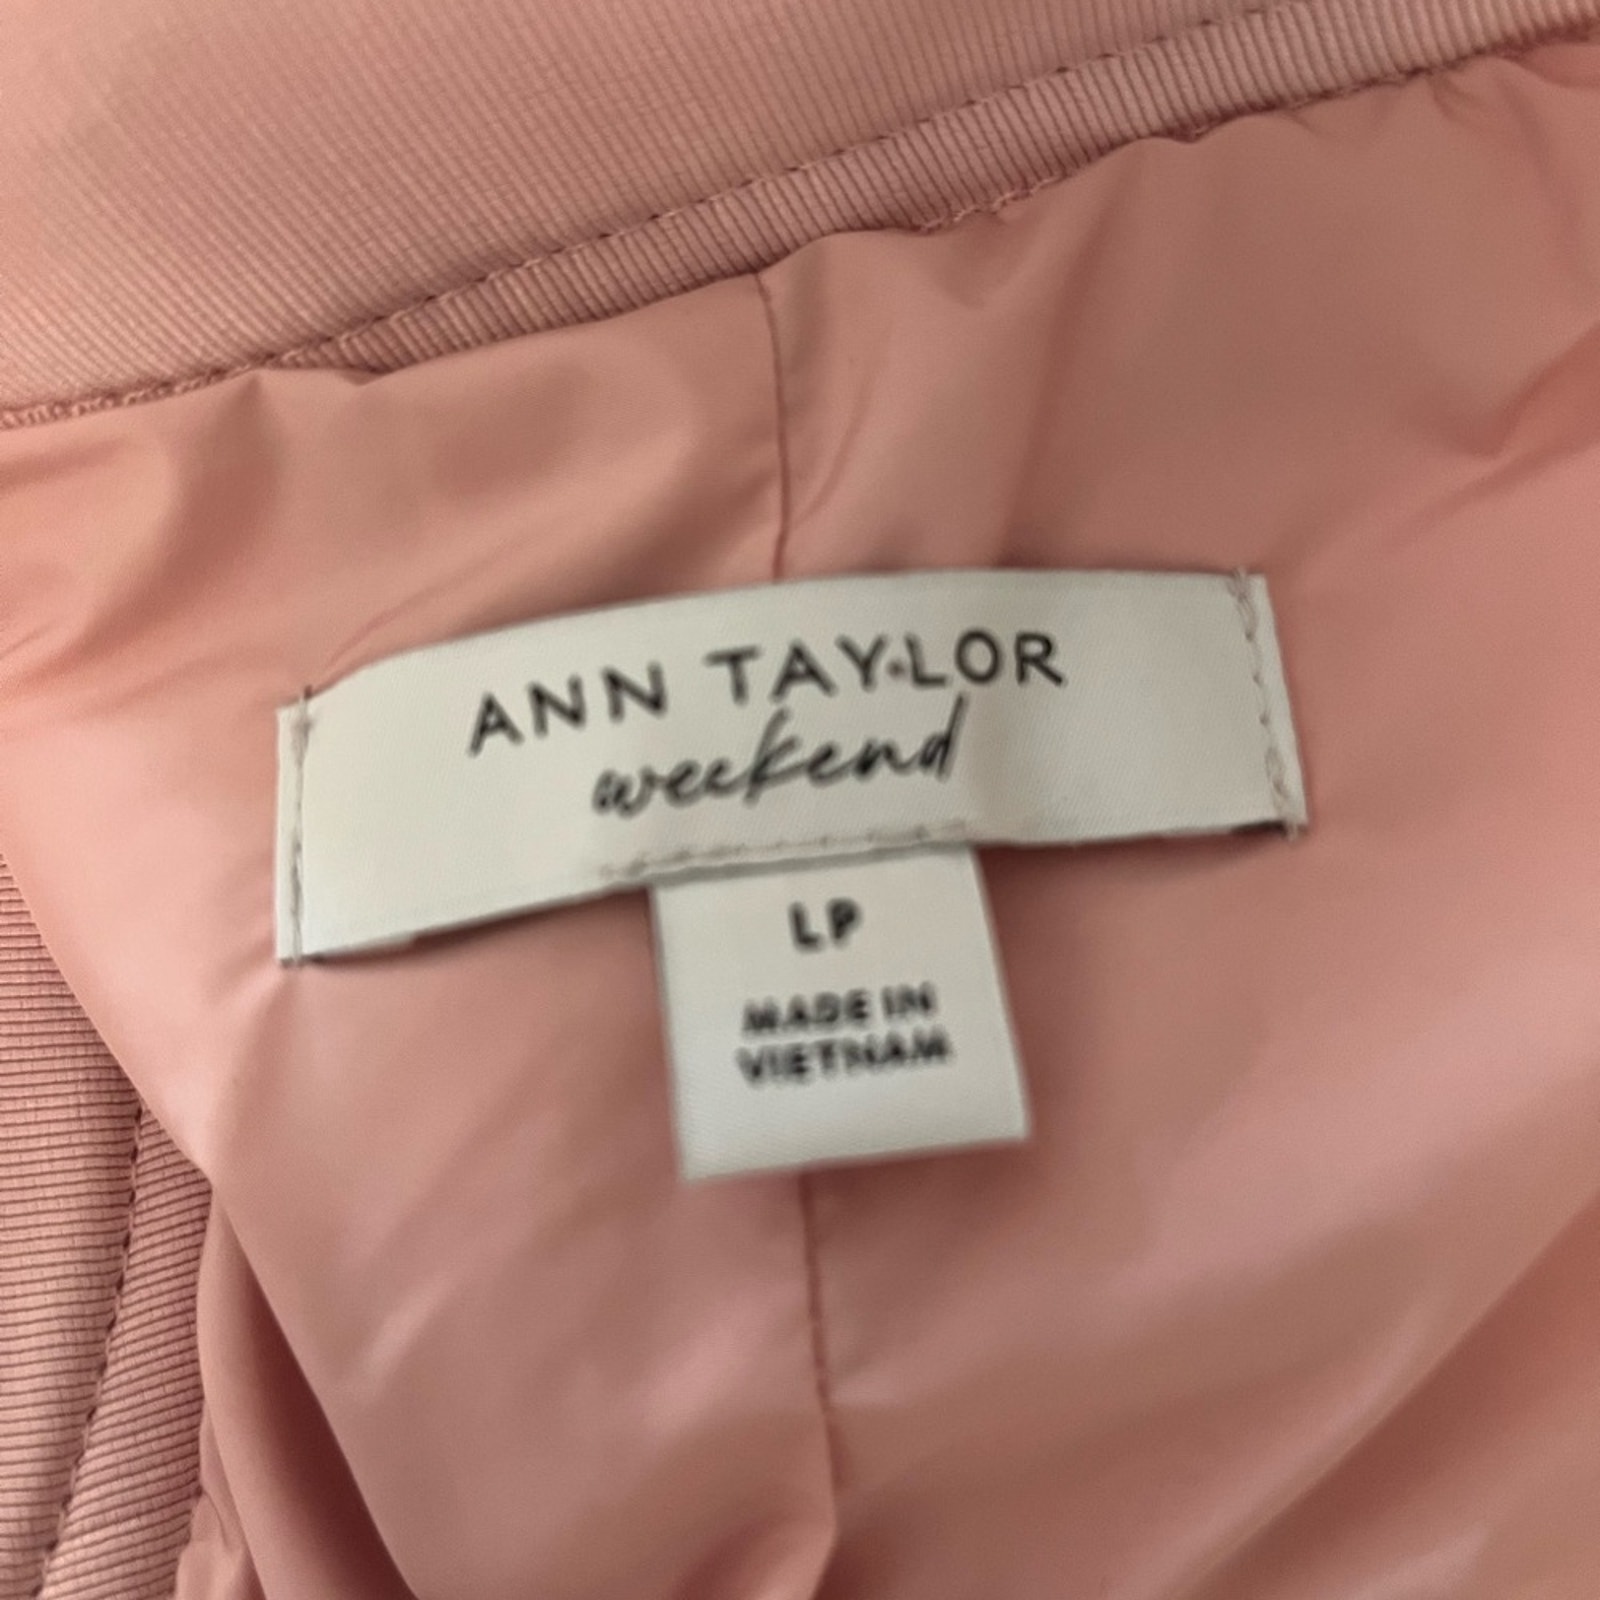 ANN TAYLOR
weekend
LP
MADE IN
VIETNAM